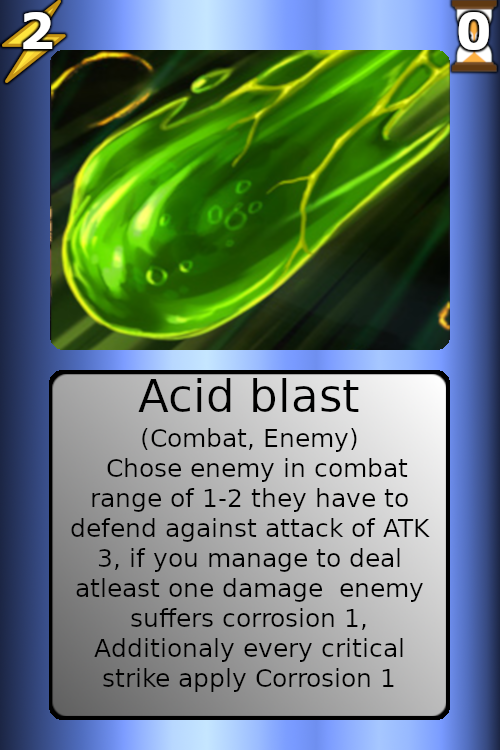 2
0
Acid blast
(Combat, Enemy)
Chose enemy in combat
range of 1-2 they have to
defend against attack of ATK
3, if you manage to deal
atleast one damage  enemy
suffers corrosion 1,
Additionaly every critical
strike apply Corrosion 1